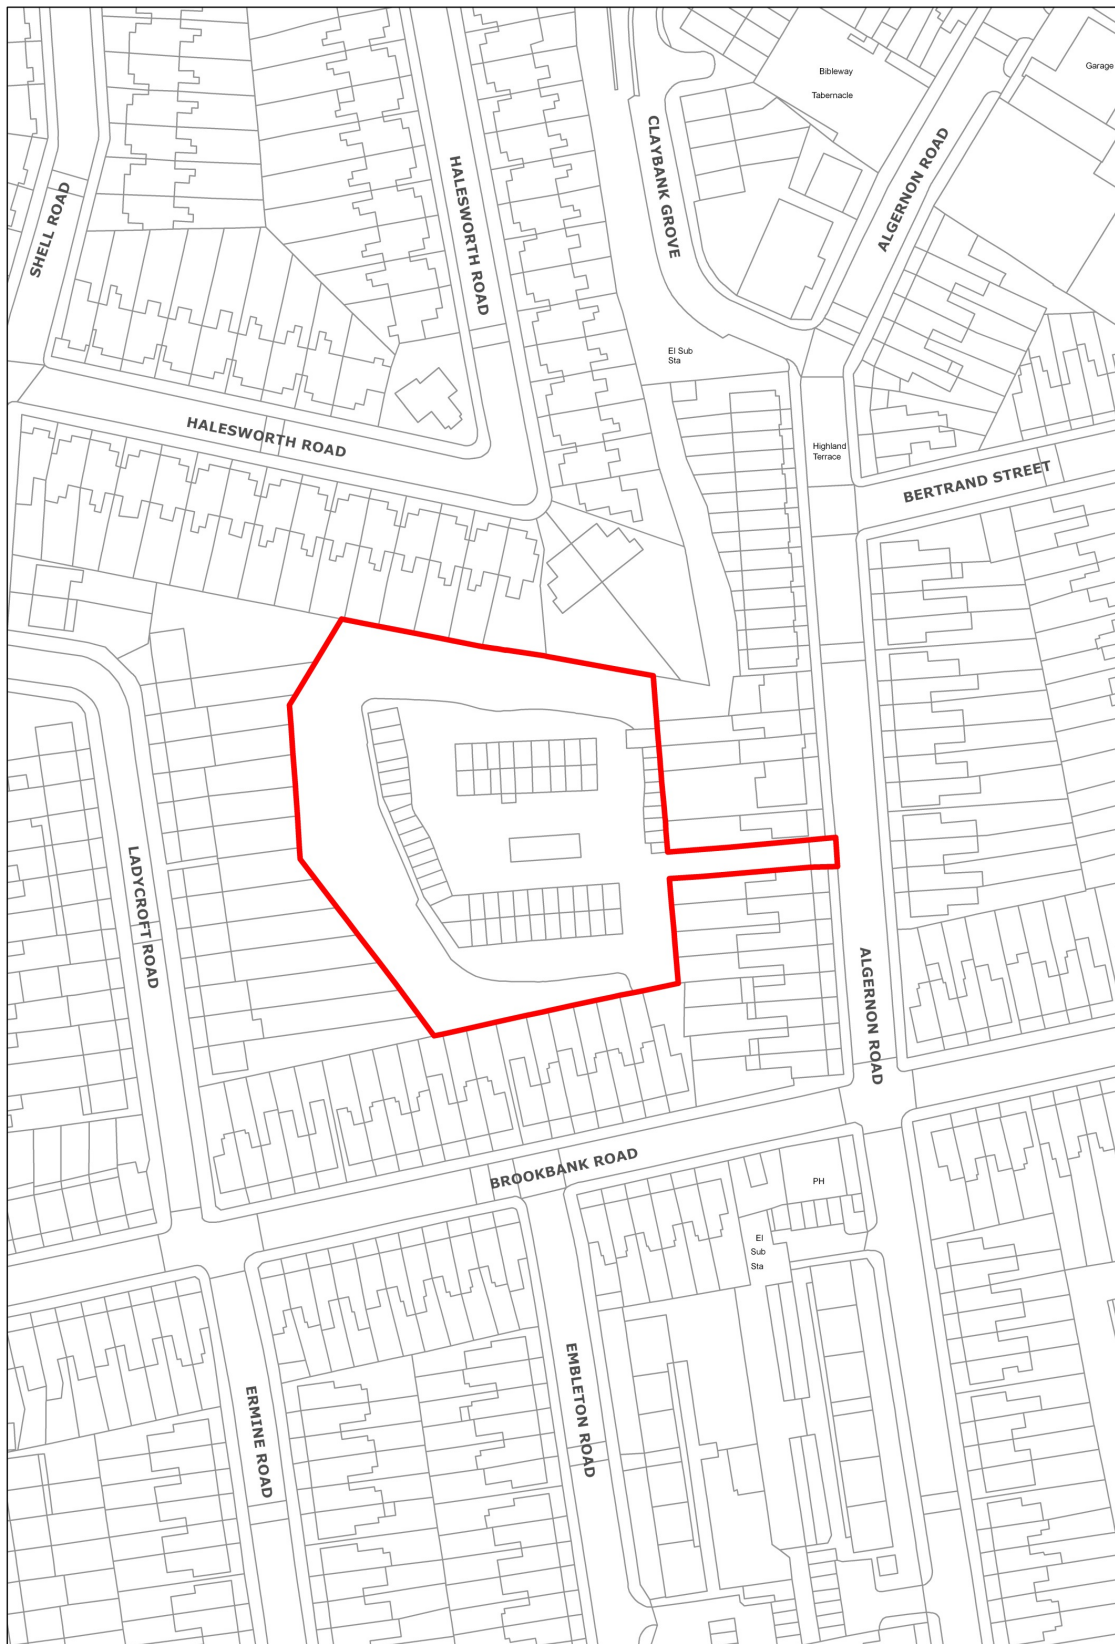 Bibleway
Tabernacle
Garage
CLAYBANK GROVE
ALGERNON ROAD
HALESWORTH ROAD
SHELL ROAD
El Sub
Sta
HALESWORTH ROAD
Highland
Terrace
BERTRAND STREET
LADYCROFT ROAD
ALGERNON ROAD
BROOKBANK ROAD
PH
El
Sub
Sta
EMBLETON ROAD
ERMINE ROAD